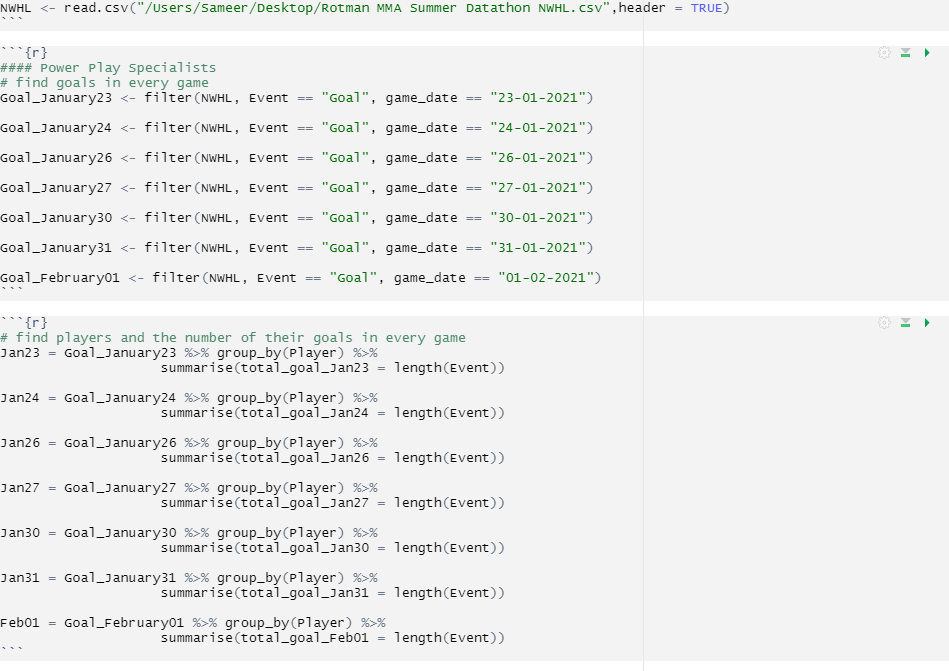 NWHL <- read.csv("/Users/Sameer/Desktop/Rotman MMA Summer Datathon NWHL.csv",header = TRUE)
```
```{r}
#### Power Play Specialists
# find goals in every game
Goal_January23 <- filter(NWHL, Event == "Goal", game_date == "23-01-2021")
Goal_January24 <- filter(NWHL, Event == "Goal", game_date == "24-01-2021")
Goal_January26 <- filter(NWHL, Event == "Goal", game_date == "26-01-2021")
Goal_January27 <- filter(NWHL, Event == "Goal", game_date == "27-01-2021")
Goal_January30 <- filter(NWHL, Event == "Goal", game_date == "30-01-2021")
Goal_January31 <- filter(NWHL, Event == "Goal", game_date == "31-01-2021")
Goal_February01 <- filter(NWHL, Event == "Goal", game_date == "01-02-2021")
```
```{r}
# find players and the number of their goals in every game
Jan23 = Goal_January23 %>% group_by(Player) %>%
summarise(total_goal_Jan23 = length(Event))
Jan24 = Goal_January24 %>% group_by(Player) %>%
summarise(total_goal_Jan24 = length(Event))
Jan26 = Goal_January26 %>% group_by(Player) %>%
summarise(total_goal_Jan26 = length(Event))
Jan27 = Goal_January27 %>% group_by(Player) %>%
summarise(total_goal_Jan27 = length(Event))
Jan30 = Goal_January30 %>% group_by(Player) %>%
summarise(total_goal_Jan30 = length(Event))
Jan31 = Goal_January31 %>% group_by(Player) %>%
summarise(total_goal_Jan31 = length(Event))
Feb01 = Goal_February01 %>% group_by(Player) %>%
summarise(total_goal_Feb01 = length(Event))
```